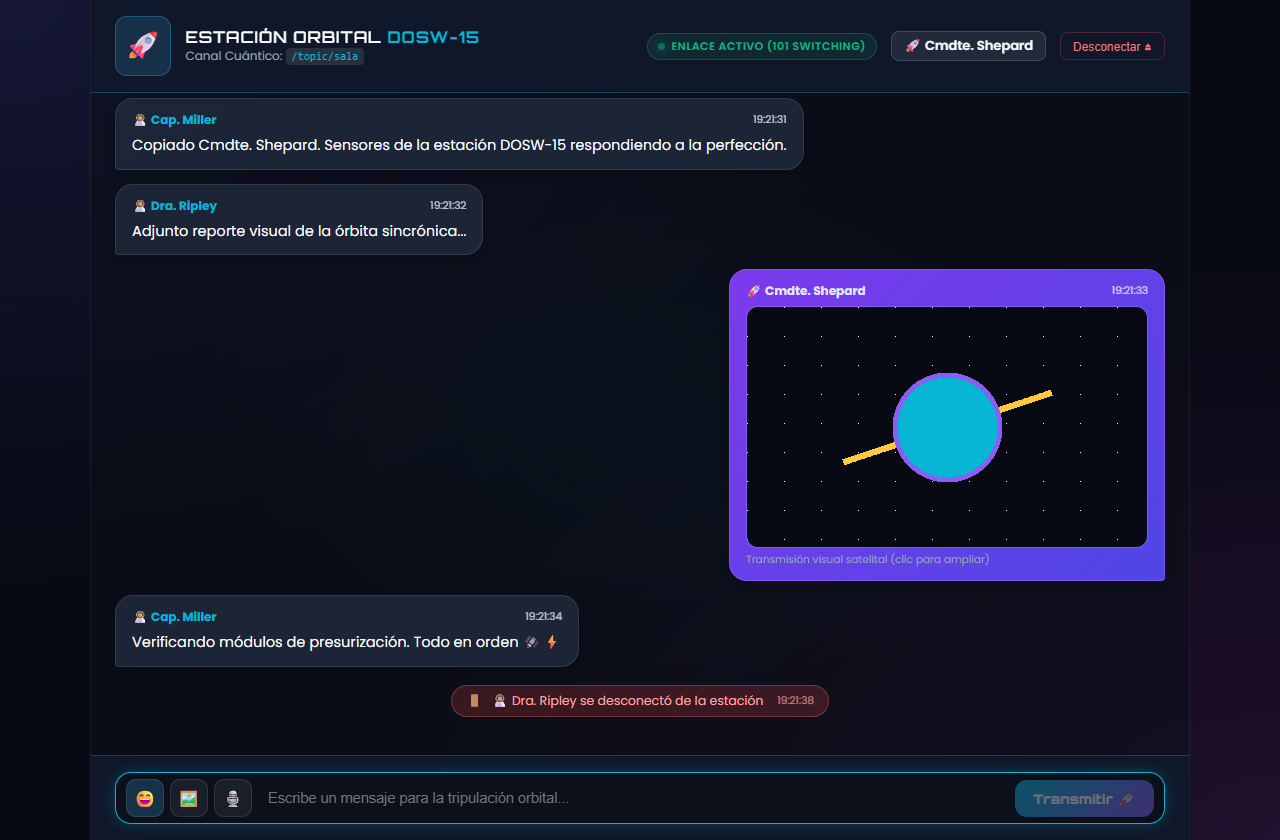 ESTACIÓN ORBITAL DOSW-15
Canal Cuántico: /topic/sala
ENLACE ACTIVO (101 SWITCHING)
Cmdte. Shepard
Desconectar
Cap. Miller 19:21:31
Copiado Cmdte. Shepard. Sensores de la estación DOSW-15 respondiendo a la perfección.
Dra. Ripley 19:21:32
Adjunto reporte visual de la órbita sincrónica...
Cmdte. Shepard 19:21:33
Transmisión visual satelital (clic para ampliar)
Cap. Miller 19:21:34
Verificando módulos de presurización. Todo en orden
Dra. Ripley se desconectó de la estación 19:21:38
Escribe un mensaje para la tripulación orbital...
Transmitir